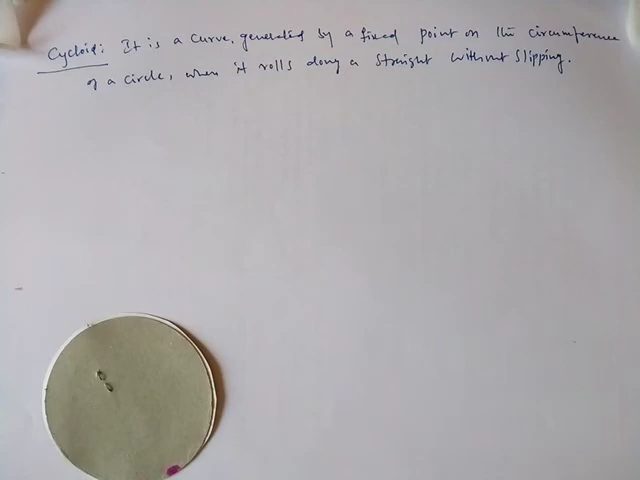 Cycloid: It is a curve, generated by a fixed point on the circumference
of a circle, when it rolls along a straight without slipping.